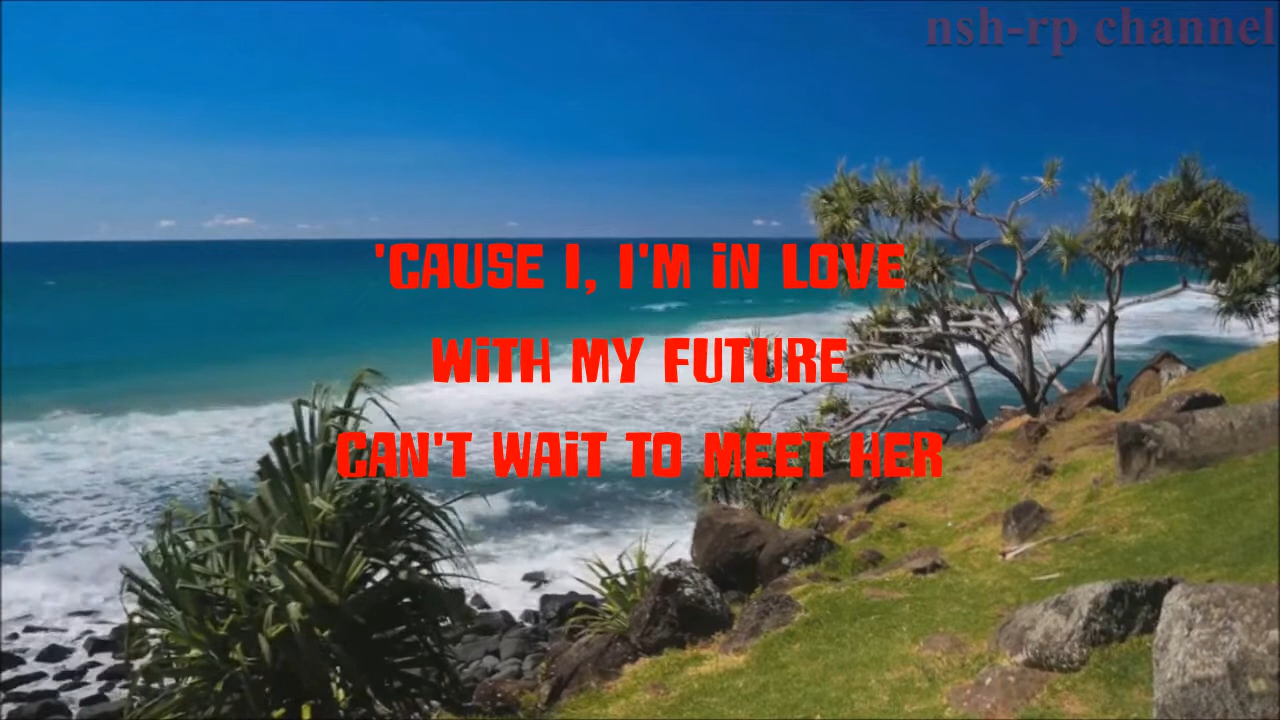 nsh-rp channel
'CAUSE I, I'M iN LOVE
WiTH MY FUTURE
CAN'T WAiT TO MEET HER